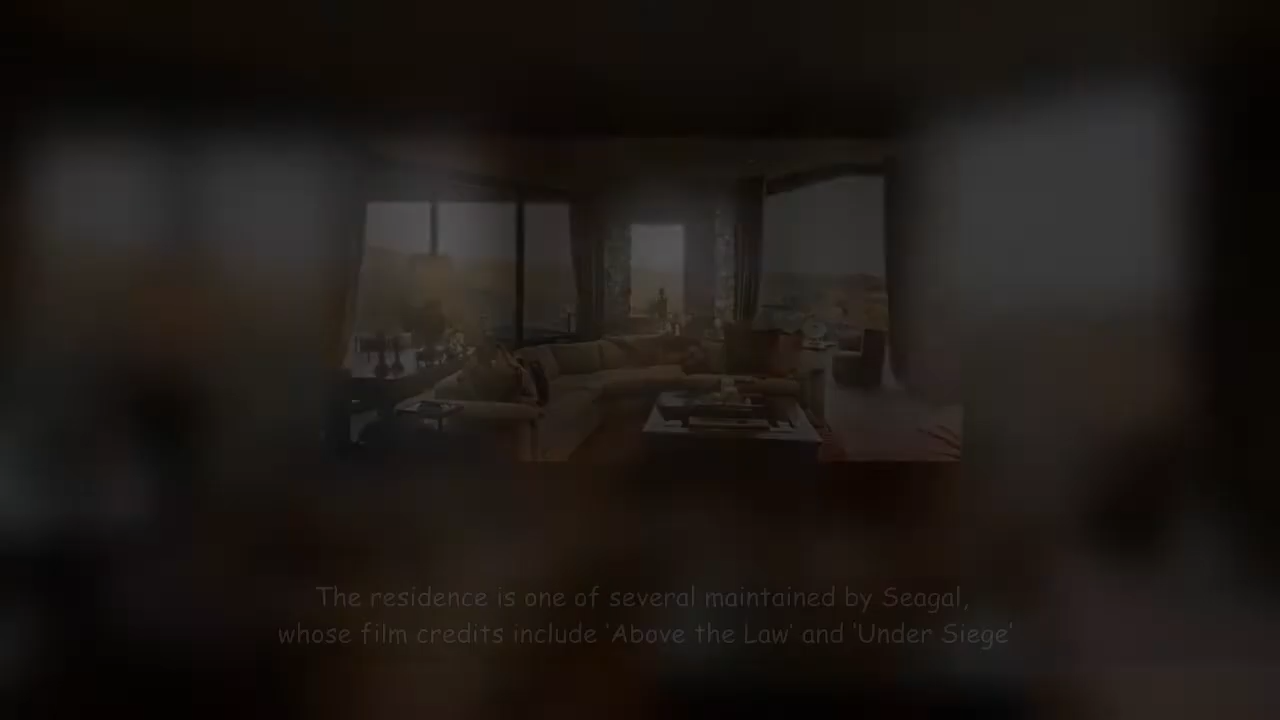 The residence is one of several maintained by Seagal,
whose film credits include 'Above the Law' and 'Under Siege'